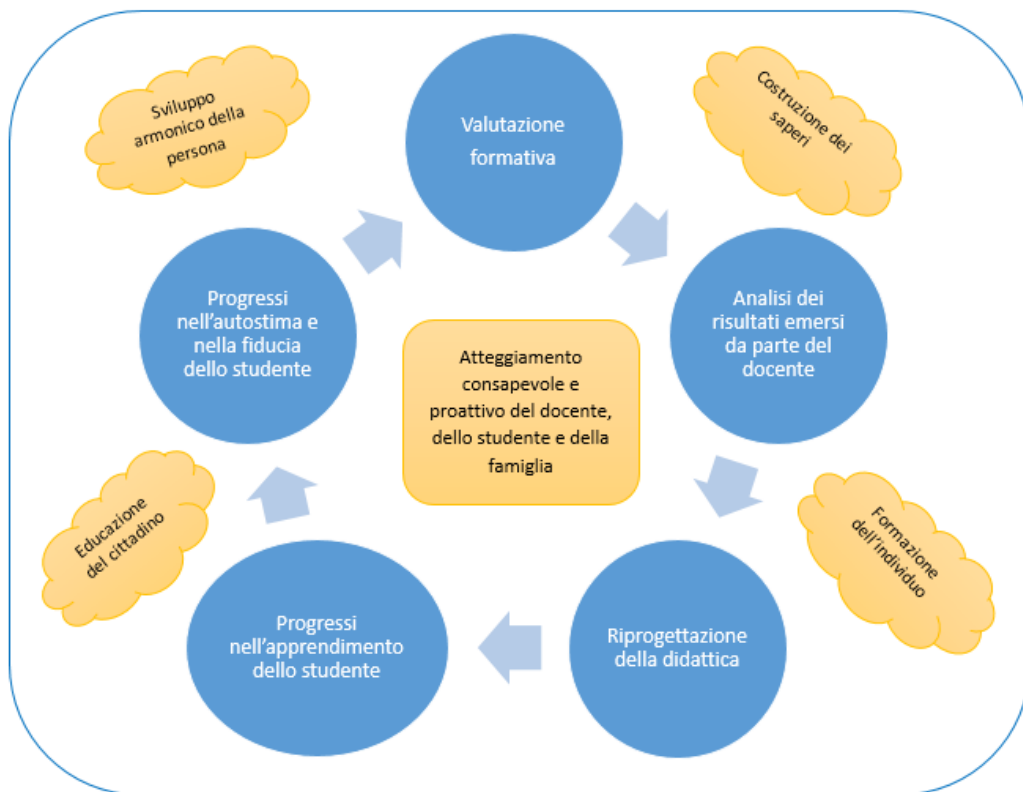 Sviluppo
armonico della
persona
Valutazione
formativa
Costruzione dei
saperi
Progressi
nell'autostima e
nella fiducia
dello studente
Analisi dei
risultati emersi
da parte del
docente
Atteggiamento
consapevole e
proattivo del docente,
dello studente e della
famiglia
Educazione
del cittadino
Formazione
dell'individuo
Progressi
nell'apprendimento
dello studente
Riprogettazione
della didattica